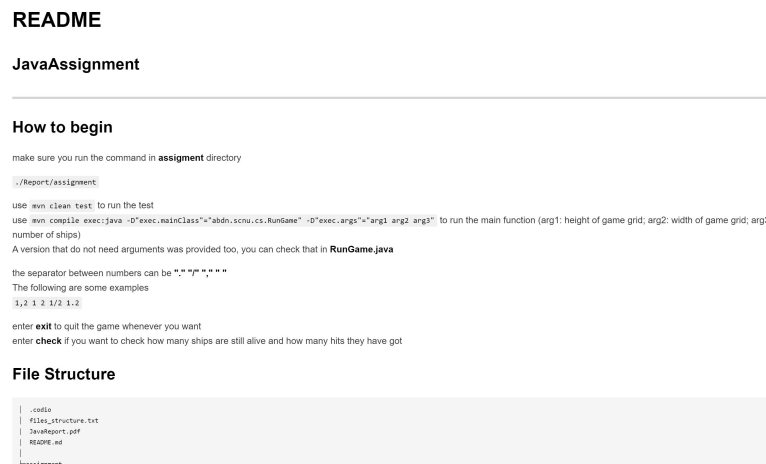 README
JavaAssignment
How to begin
make sure you run the command in assigment directory
./Report/assignment
use mvn clean test to run the test
use mvn compile exec:java -D"exec.mainClass"="abdn.scnu.cs.RunGame" -D"exec.args"="arg1 arg2 arg3" to run the main function (arg1: height of game grid; arg2: width of game grid;
number of ships)
A version that do not need arguments was provided too, you can check that in RunGame.java
the separator between numbers can be "." "/" "," " "
The following are some examples
1,2 1 2 1/2 1.2
enter exit to quit the game whenever you want
enter check if you want to check how many ships are still alive and how many hits they have got
File Structure
│ .codio
│ files_structure.txt
│ JavaReport.pdf
│ README.md
│